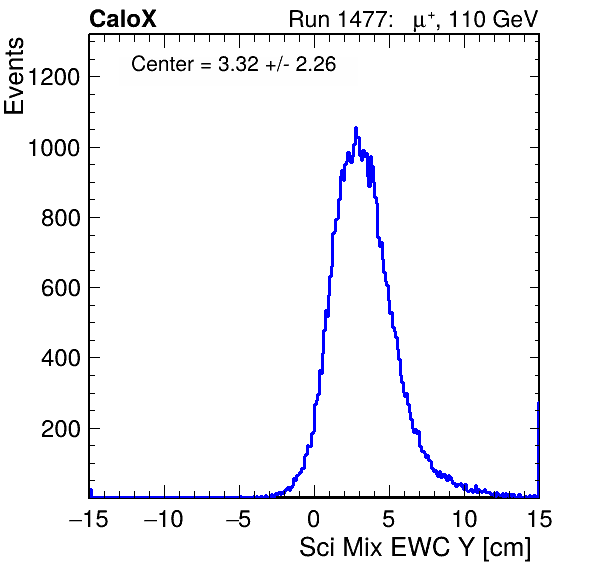 CaloX
Run 1477: μ⁺, 110 GeV
Events
Center = 3.32 +/- 2.26
1200
1000
800
600
400
200
−15 −10 −5 0 5 10 15
Sci Mix EWC Y [cm]